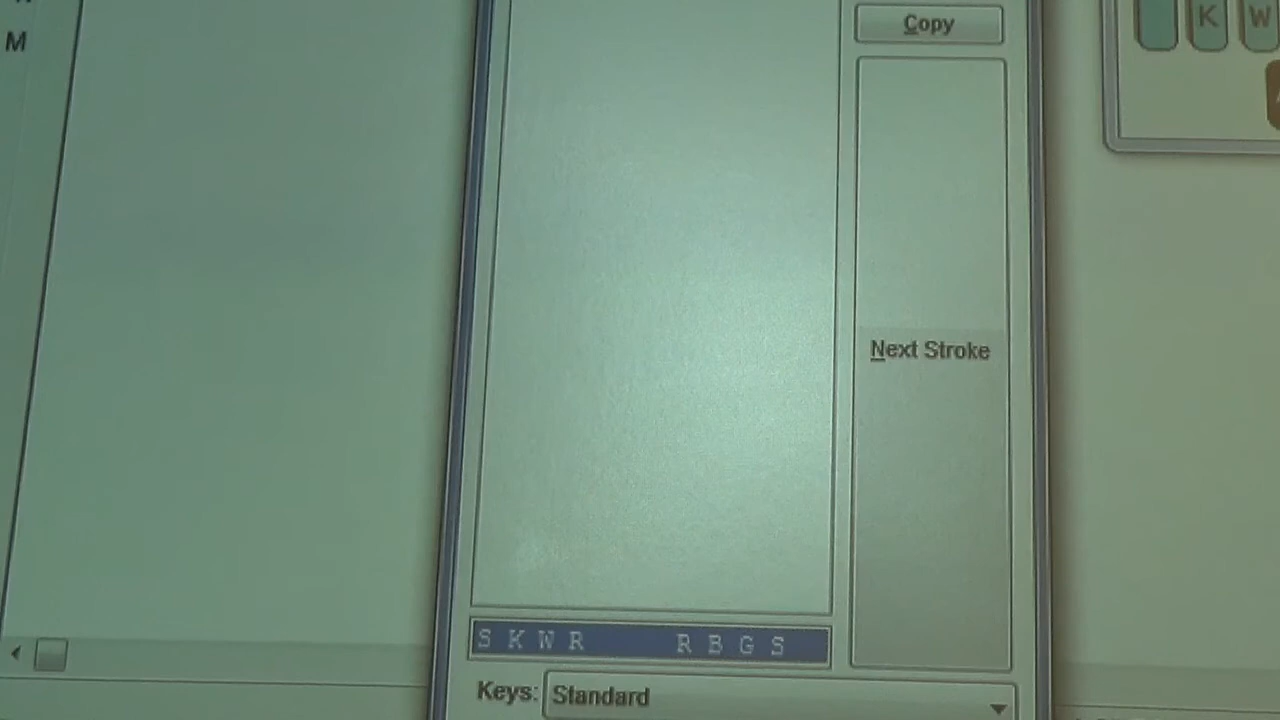 M
Copy
K W
Next Stroke
S K W R R B G S
Keys: Standard